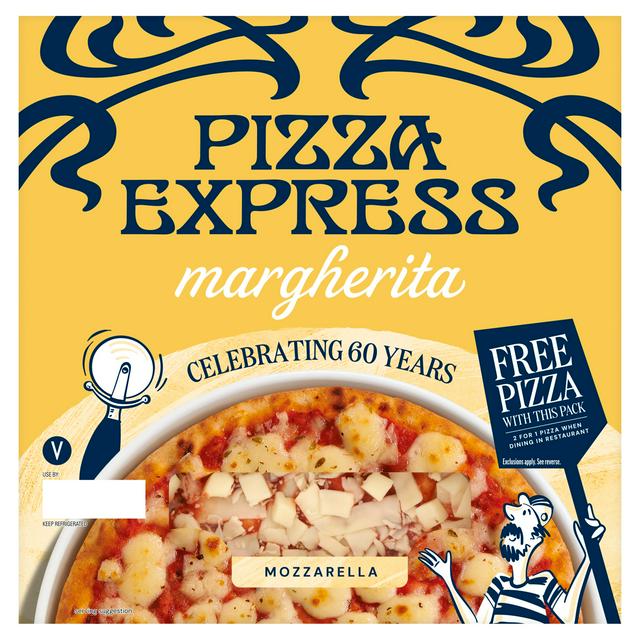 PIZZA
EXPRESS
margherita
CELEBRATING 60 YEARS
FREE
PIZZA
WITH THIS PACK
2 FOR 1 PIZZA WHEN
DINING IN RESTAURANT
Exclusions apply. See reverse.
V
USE BY:
KEEP REFRIGERATED
MOZZARELLA
serving suggestion